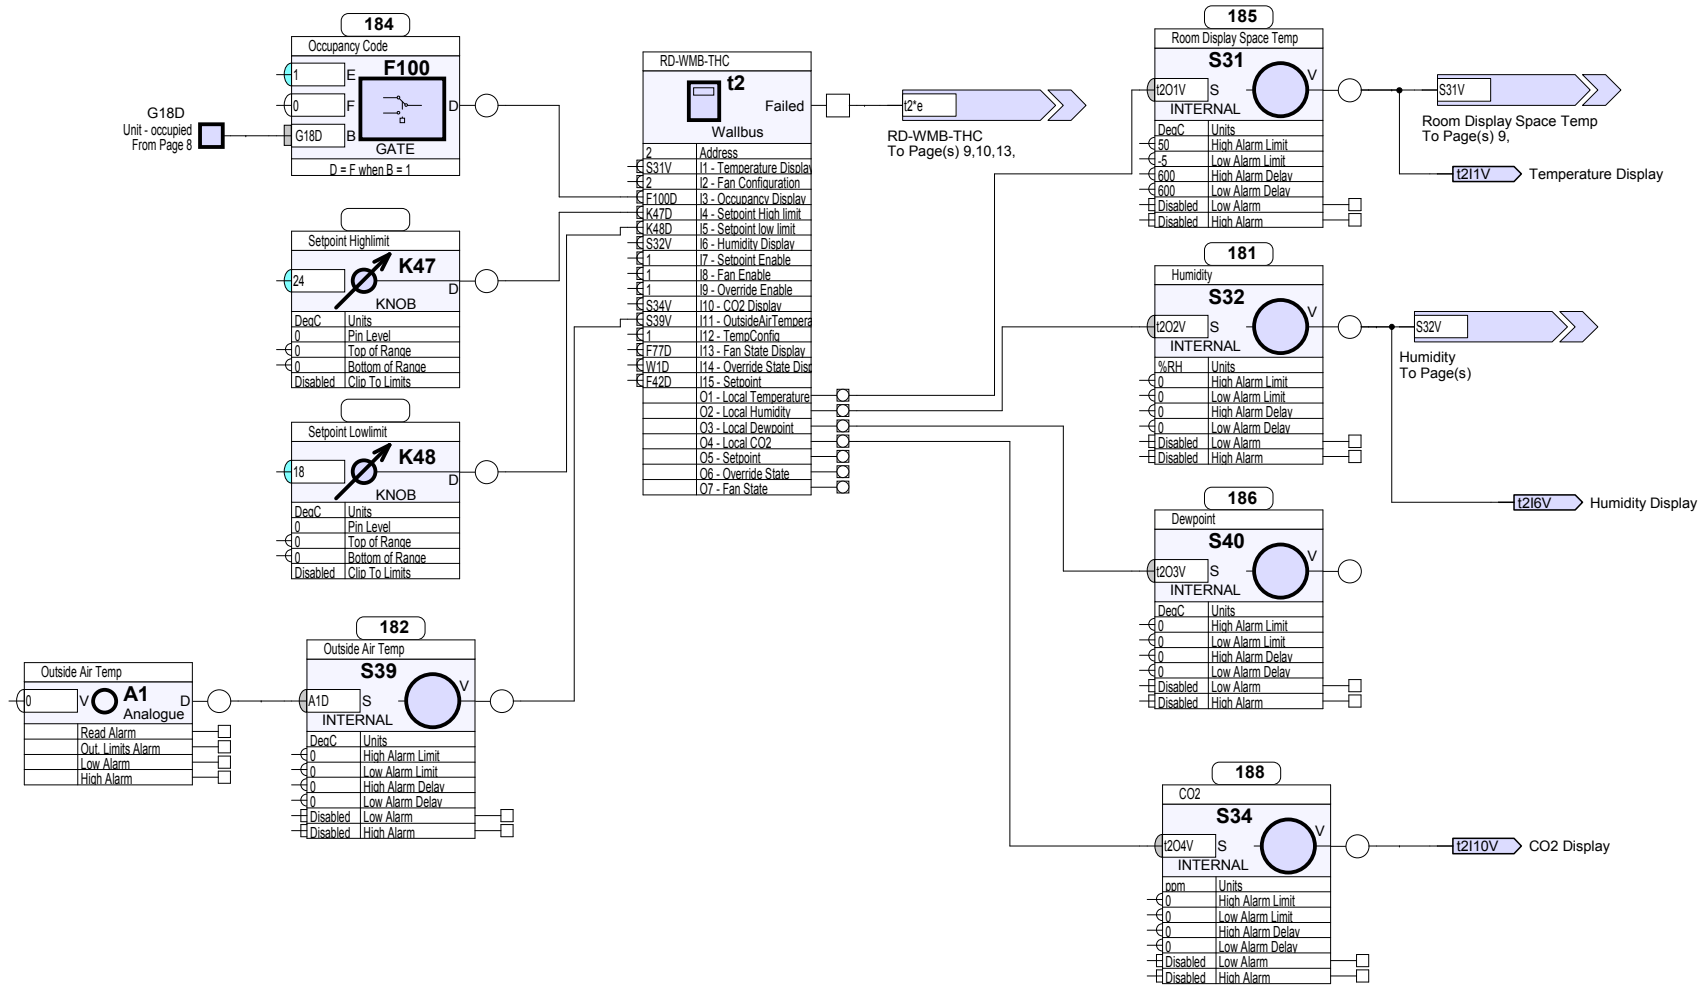 184
Occupancy Code
F100
1 E
0 F D
G18D B
GATE
D = F when B = 1
G18D
Unit - occupied
From Page 8
Setpoint Highlimit
K47
24 D
KNOB
DegC Units
0 Pin Level
0 Top of Range
0 Bottom of Range
Disabled Clip To Limits
Setpoint Lowlimit
K48
18 D
KNOB
DegC Units
0 Pin Level
0 Top of Range
0 Bottom of Range
Disabled Clip To Limits
Outside Air Temp
A1
0 V D
Analogue
Read Alarm
Out. Limits Alarm
Low Alarm
High Alarm
182
Outside Air Temp
S39
V
A1D S
INTERNAL
DegC Units
0 High Alarm Limit
0 Low Alarm Limit
0 High Alarm Delay
0 Low Alarm Delay
Disabled Low Alarm
Disabled High Alarm
RD-WMB-THC
t2
Failed
Wallbus
2 Address
S31V I1 - Temperature Display
2 I2 - Fan Configuration
F100D I3 - Occupancy Display
K47D I4 - Setpoint High limit
K48D I5 - Setpoint low limit
S32V I6 - Humidity Display
1 I7 - Setpoint Enable
1 I8 - Fan Enable
1 I9 - Override Enable
S34V I10 - CO2 Display
S39V I11 - OutsideAirTempera
1 I12 - TempConfig
F77D I13 - Fan State Display
W1D I14 - Override State Disp
F42D I15 - Setpoint
O1 - Local Temperature
O2 - Local Humidity
O3 - Local Dewpoint
O4 - Local CO2
O5 - Setpoint
O6 - Override State
O7 - Fan State
t2*e
RD-WMB-THC
To Page(s) 9,10,13,
185
Room Display Space Temp
S31
V
t2O1V S
INTERNAL
DegC Units
50 High Alarm Limit
-5 Low Alarm Limit
600 High Alarm Delay
600 Low Alarm Delay
Disabled Low Alarm
Disabled High Alarm
S31V
Room Display Space Temp
To Page(s) 9,
t2I1V Temperature Display
181
Humidity
S32
V
t2O2V S
INTERNAL
%RH Units
0 High Alarm Limit
0 Low Alarm Limit
0 High Alarm Delay
0 Low Alarm Delay
Disabled Low Alarm
Disabled High Alarm
S32V
Humidity
To Page(s)
t2I6V Humidity Display
186
Dewpoint
S40
V
t2O3V S
INTERNAL
DegC Units
0 High Alarm Limit
0 Low Alarm Limit
0 High Alarm Delay
0 Low Alarm Delay
Disabled Low Alarm
Disabled High Alarm
188
CO2
S34
V
t2O4V S
INTERNAL
ppm Units
0 High Alarm Limit
0 Low Alarm Limit
0 High Alarm Delay
0 Low Alarm Delay
Disabled Low Alarm
Disabled High Alarm
t2I10V CO2 Display